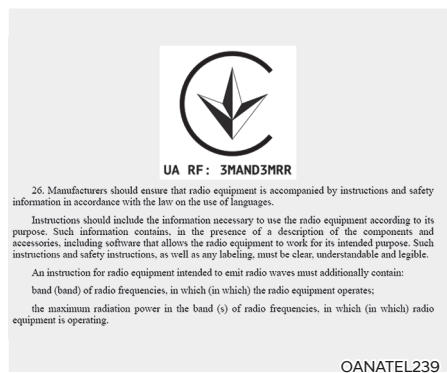 UA RF: 3MAND3MRR
26. Manufacturers should ensure that radio equipment is accompanied by instructions and safety
information in accordance with the law on the use of languages.
Instructions should include the information necessary to use the radio equipment according to its
purpose. Such information contains, in the presence of a description of the components and
accessories, including software that allows the radio equipment to work for its intended purpose. Such
instructions and safety instructions, as well as any labeling, must be clear, understandable and legible.
An instruction for radio equipment intended to emit radio waves must additionally contain:
band (band) of radio frequencies, in which (in which) the radio equipment operates;
the maximum radiation power in the band (s) of radio frequencies, in which (in which) radio
equipment is operating.
OANATEL239